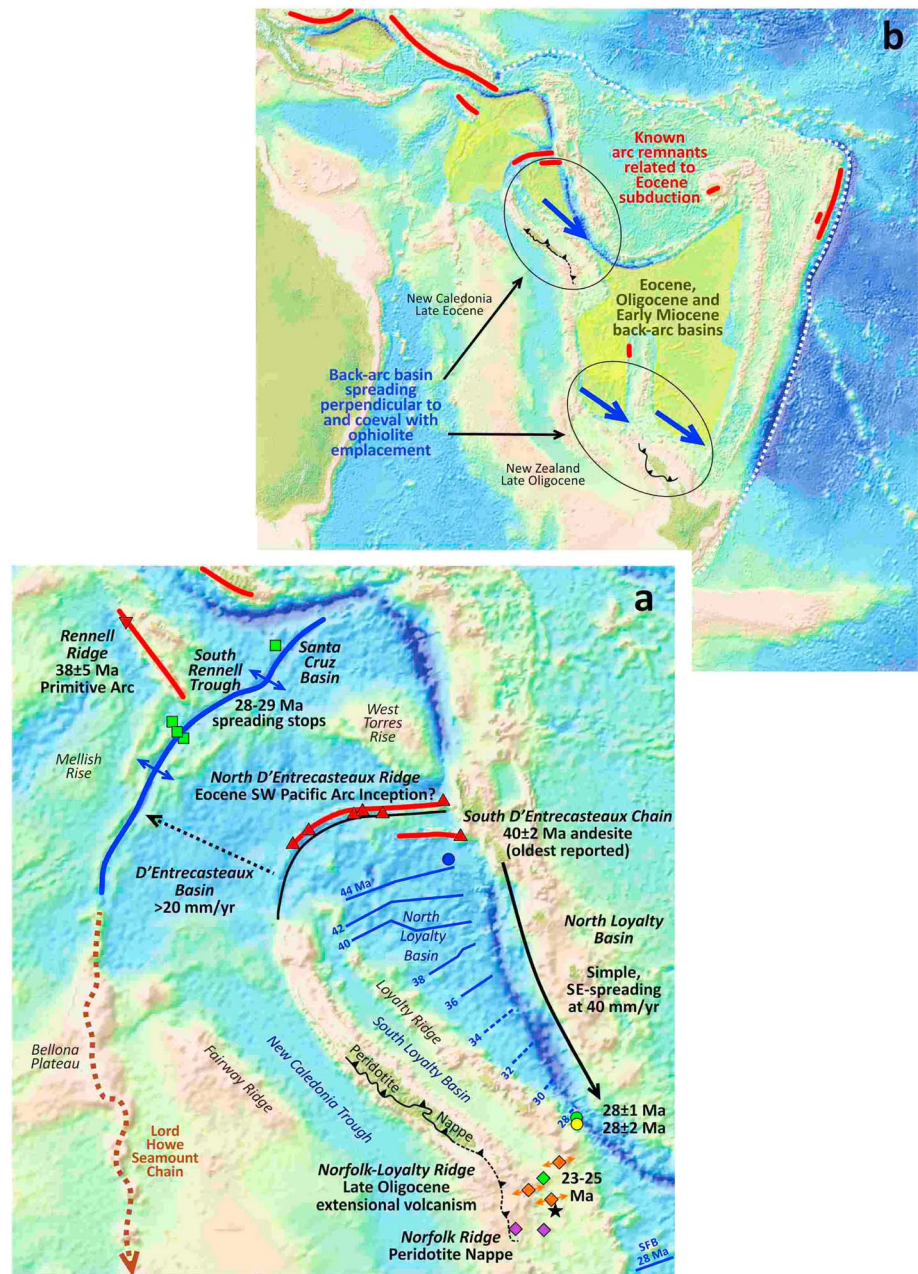 b
Known
arc remnants
related to
Eocene
subduction
New Caledonia
Late Eocene
Eocene,
Oligocene and
Early Miocene
back-arc basins
Back-arc basin
spreading
perpendicular to
and coeval with
ophiolite
emplacement
New Zealand
Late Oligocene
a
Rennell
Ridge
38±5 Ma
Primitive Arc
South
Rennell
Trough
Santa
Cruz
Basin
28-29 Ma
spreading stops
West
Torres
Rise
Mellish
Rise
North D'Entrecasteaux Ridge
Eocene SW Pacific Arc Inception?
South D'Entrecasteaux Chain
40±2 Ma andesite
(oldest reported)
D'Entrecasteaux
Basin
>20 mm/yr
44 Ma
42
40
North
Loyalty
Basin
38
36
34
32
30
28
North Loyalty
Basin
Simple,
SE-spreading
at 40 mm/yr
Loyalty Ridge
South Loyalty Basin
Peridotite
Nappe
New Caledonia Trough
Fairway Ridge
Bellona
Plateau
Lord
Howe
Seamount
Chain
28±1 Ma
28±2 Ma
23-25
Ma
Norfolk-Loyalty Ridge
Late Oligocene
extensional volcanism
Norfolk Ridge
Peridotite Nappe
SFB
28 Ma